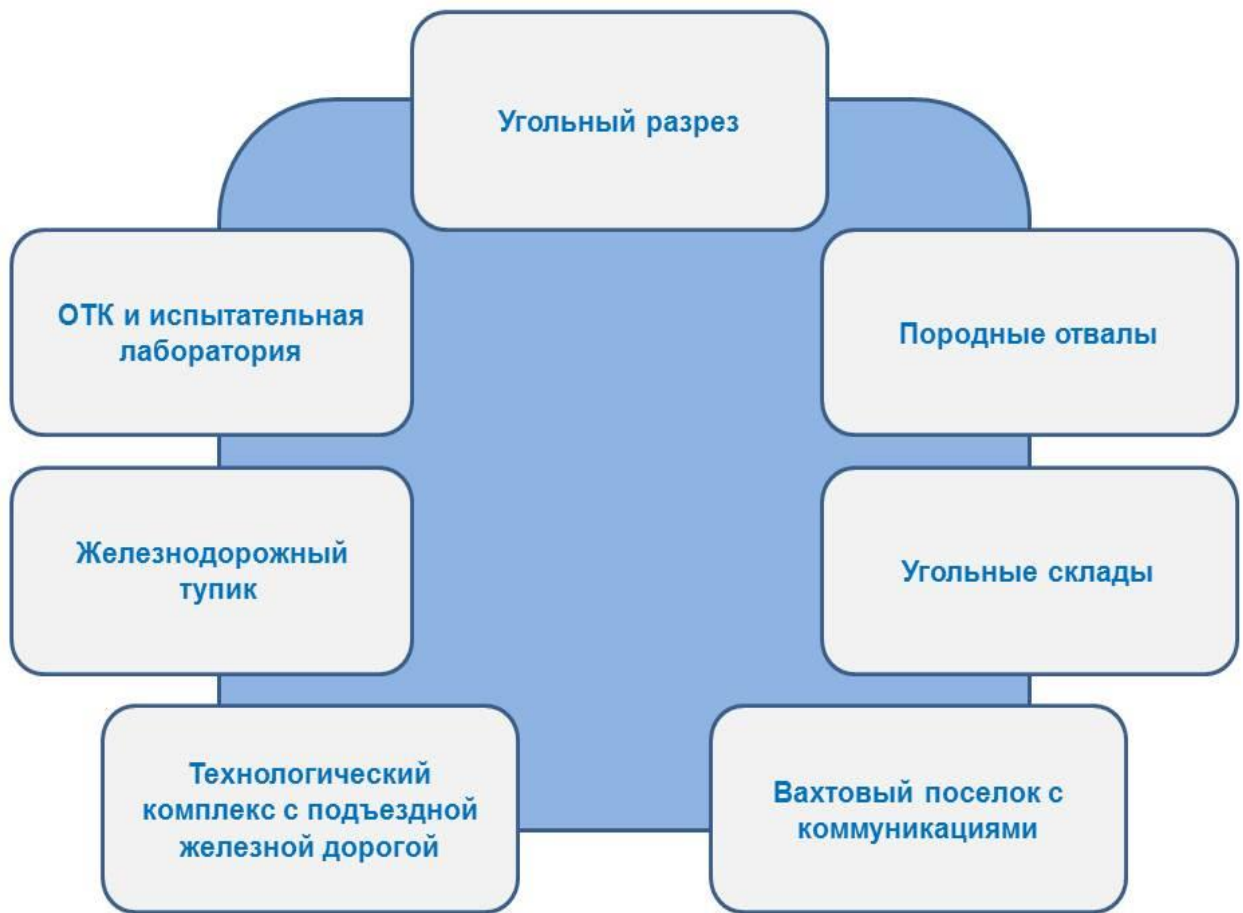 Угольный разрез
ОТК и испытательная
лаборатория
Породные отвалы
Железнодорожный
тупик
Угольные склады
Технологический
комплекс с подъездной
железной дорогой
Вахтовый поселок с
коммуникациями